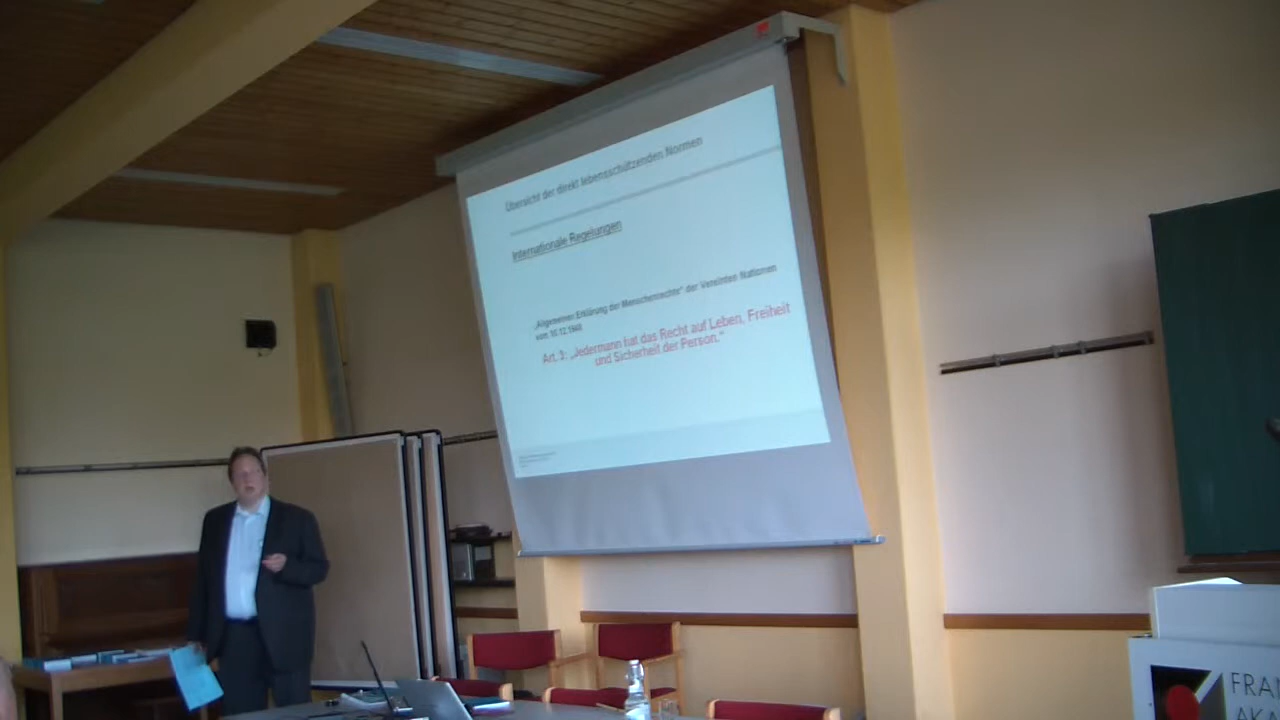 Übersicht der direkt lebensschützenden Normen
Internationale Regelungen
„Allgemeinen Erklärung der Menschenrechte“ der Vereinten Nationen
vom 10.12.1948
Art. 3: „Jedermann hat das Recht auf Leben, Freiheit
und Sicherheit der Person.“
FRAN
AKA